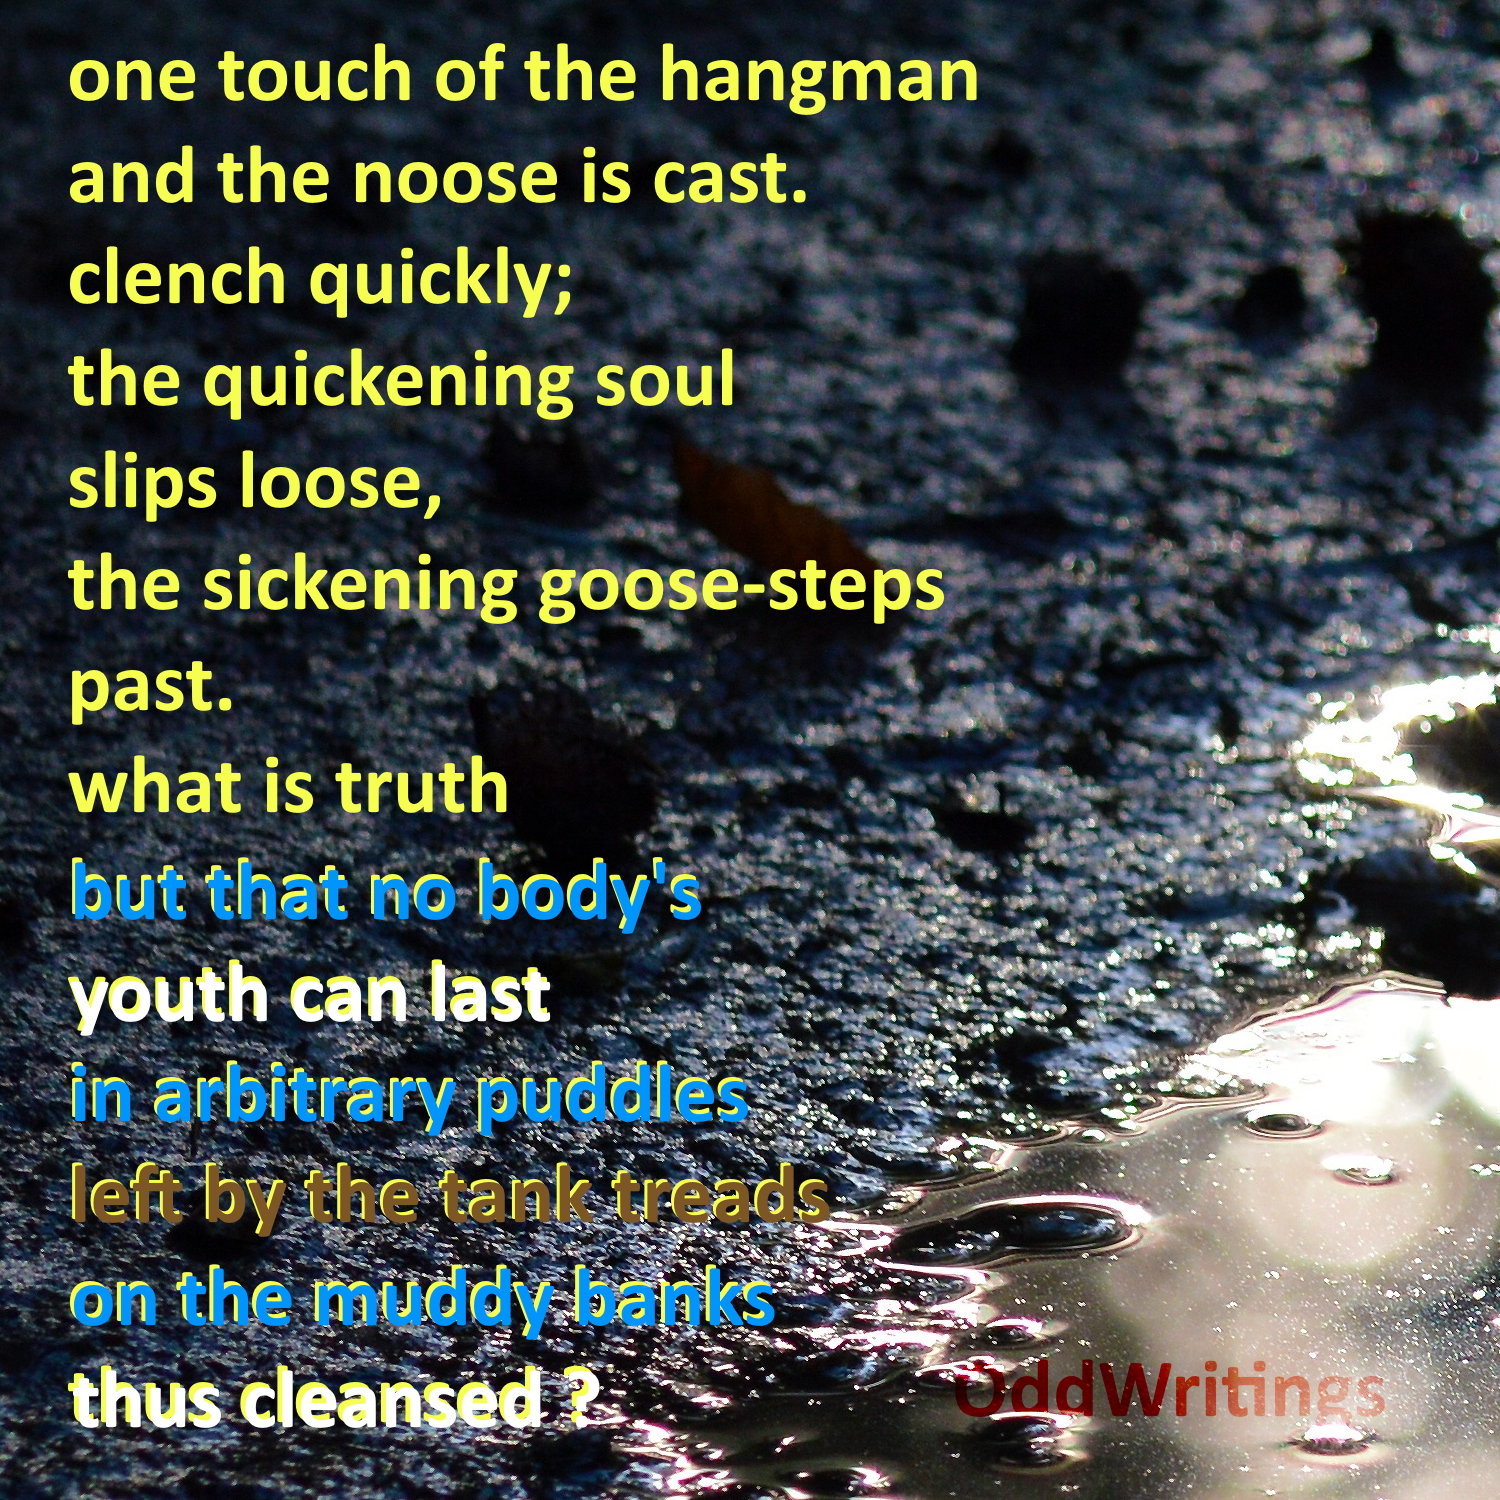 one touch of the hangman
and the noose is cast.
clench quickly;
the quickening soul
slips loose,
the sickening goose-steps
past.
what is truth
but that no body's
youth can last
in arbitrary puddles
left by the tank treads
on the muddy banks
thus cleansed ?
OddWritings